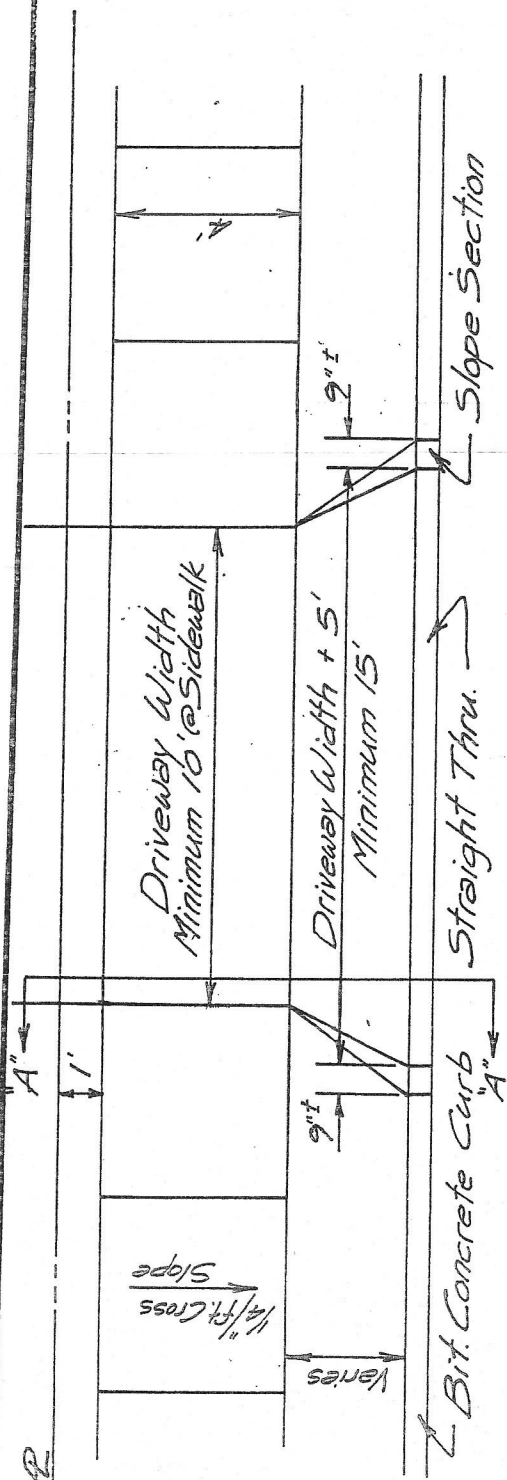 "A"
1'
Driveway Width
Minimum 10' @ Sidewalk
4'
1/4"/Ft. Cross
Slope
9"±
Driveway Width + 5'
Minimum 15'
9"±
Varies
Bit. Concrete Curb
"A"
Straight Thru.
Slope Section